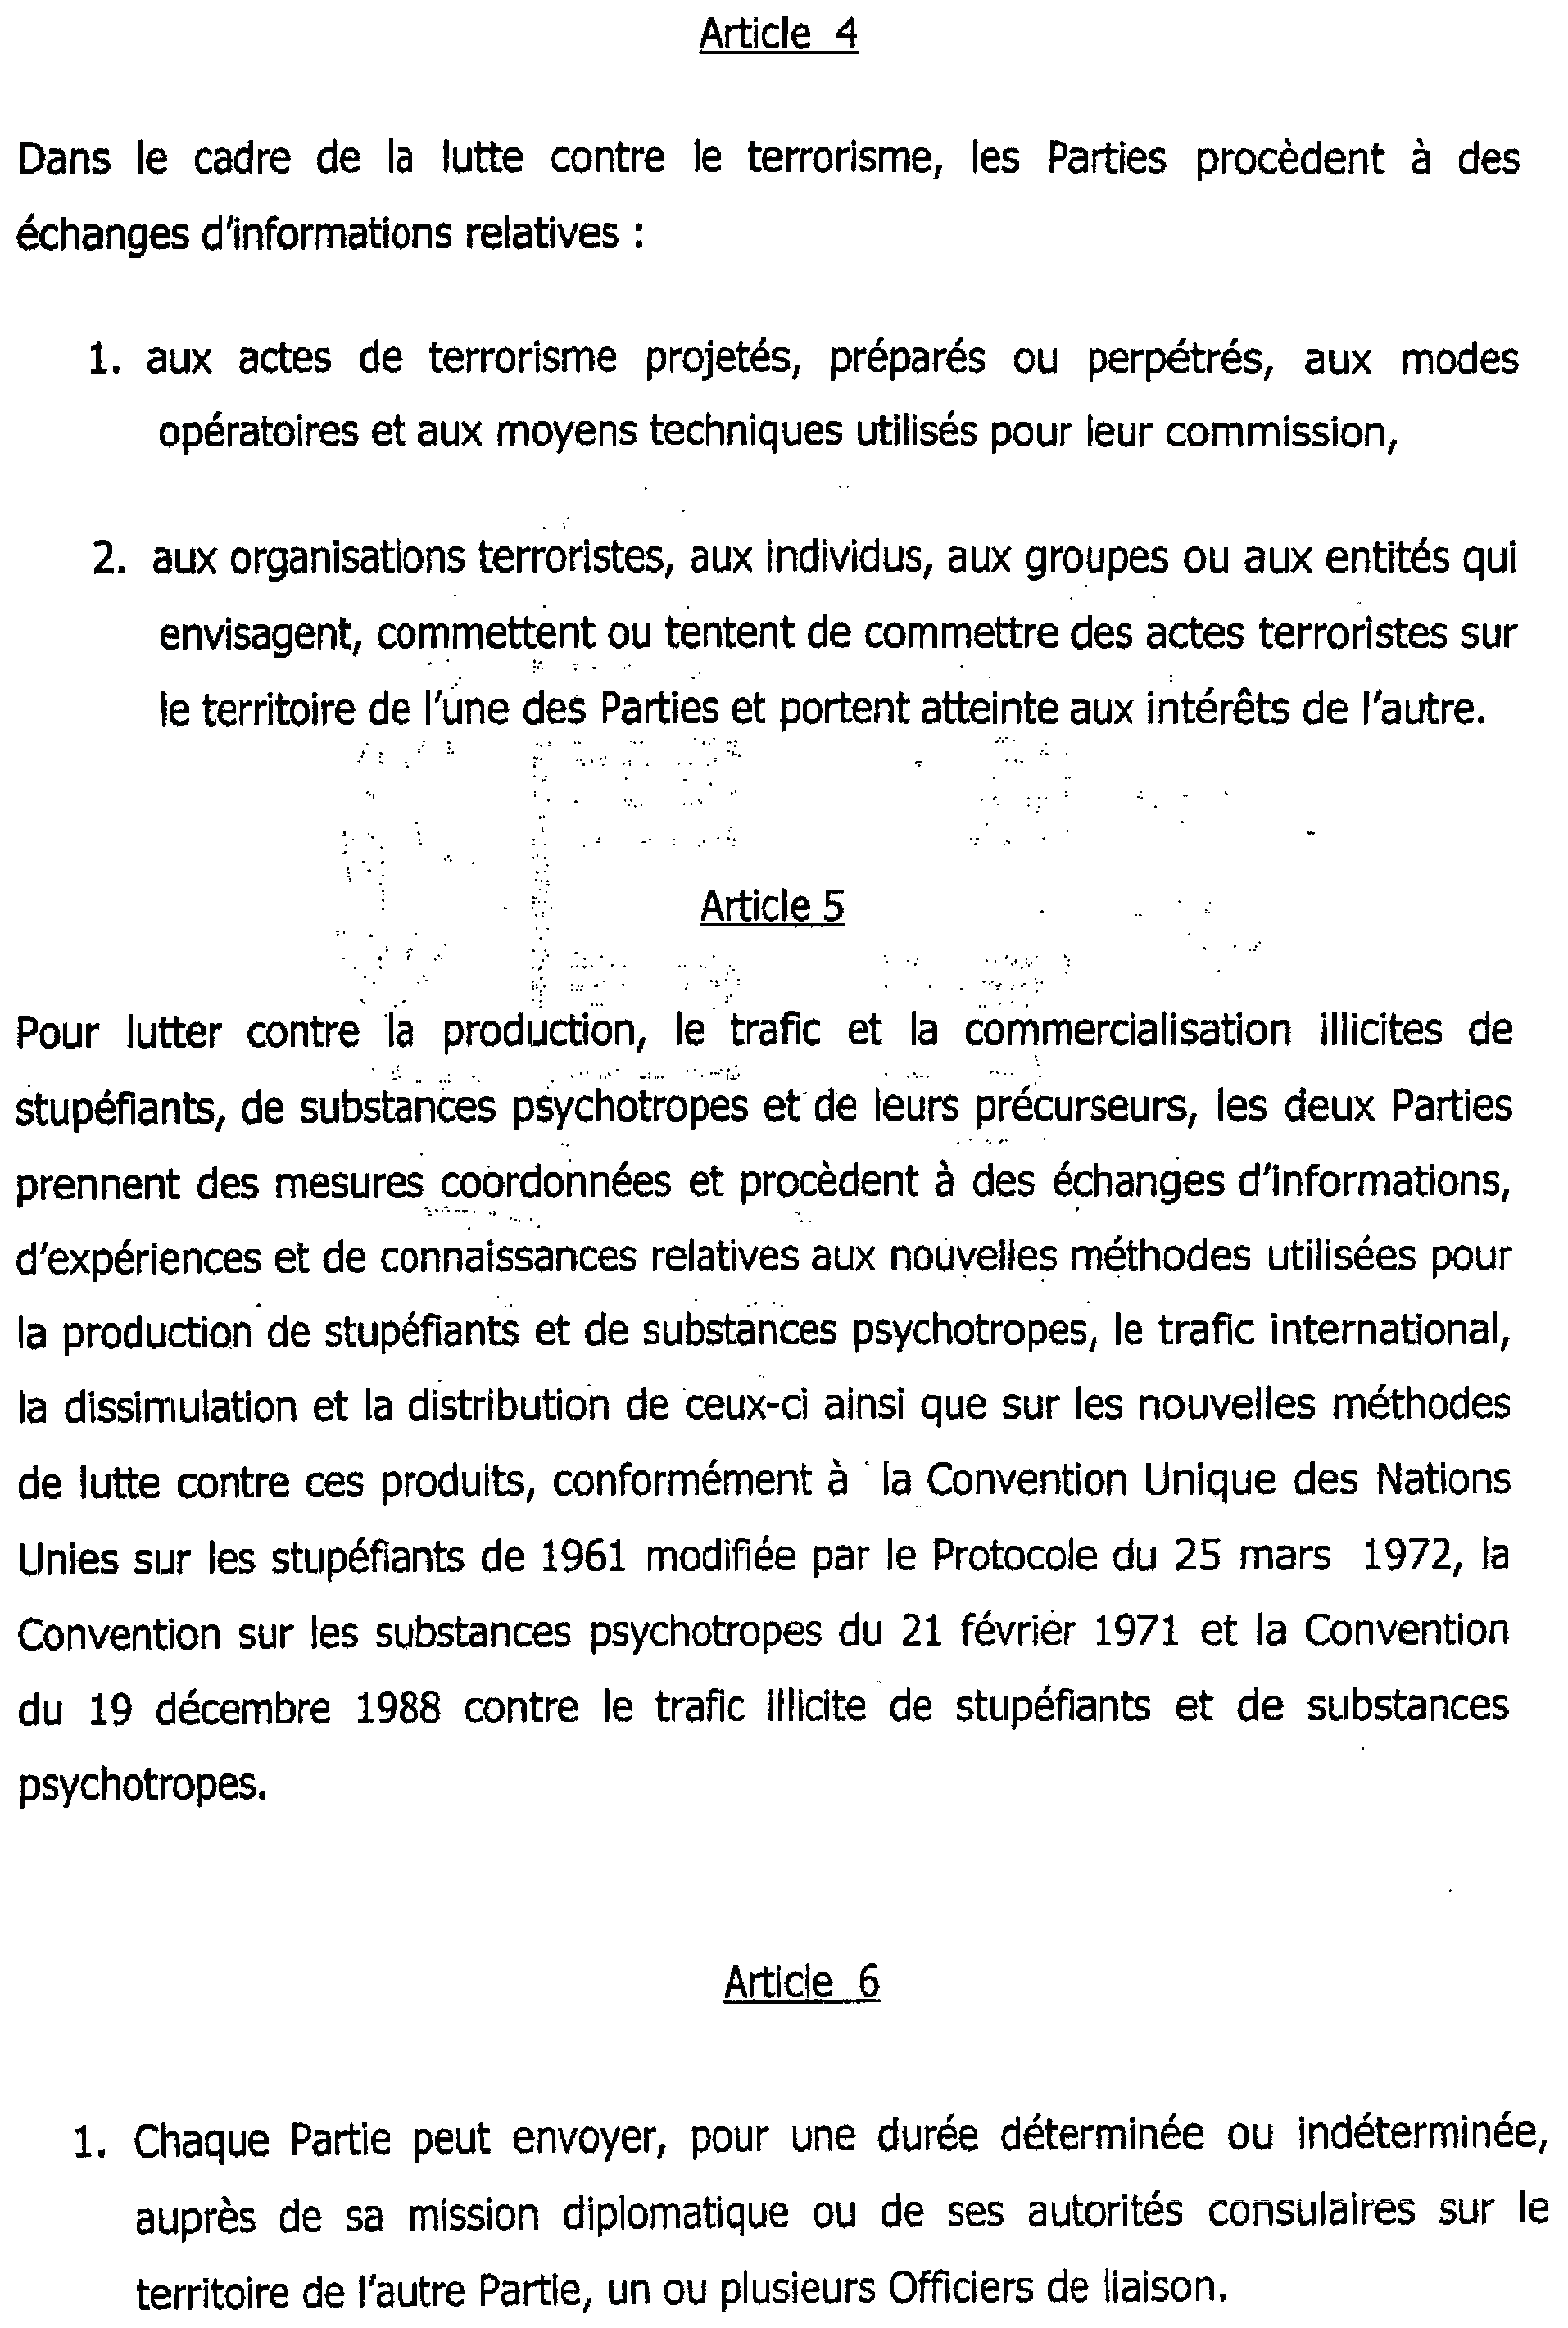 Article 4
Dans le cadre de la lutte contre le terrorisme, les Parties procèdent à des
échanges d'informations relatives :
1. aux actes de terrorisme projetés, préparés ou perpétrés, aux modes
opératoires et aux moyens techniques utilisés pour leur commission,
2. aux organisations terroristes, aux individus, aux groupes ou aux entités qui
envisagent, commettent ou tentent de commettre des actes terroristes sur
le territoire de l'une des Parties et portent atteinte aux intérêts de l'autre.
Article 5
Pour lutter contre la production, le trafic et la commercialisation illicites de
stupéfiants, de substances psychotropes et de leurs précurseurs, les deux Parties
prennent des mesures coordonnées et procèdent à des échanges d'informations,
d'expériences et de connaissances relatives aux nouvelles méthodes utilisées pour
la production de stupéfiants et de substances psychotropes, le trafic international,
la dissimulation et la distribution de ceux-ci ainsi que sur les nouvelles méthodes
de lutte contre ces produits, conformément à la Convention Unique des Nations
Unies sur les stupéfiants de 1961 modifiée par le Protocole du 25 mars 1972, la
Convention sur les substances psychotropes du 21 février 1971 et la Convention
du 19 décembre 1988 contre le trafic illicite de stupéfiants et de substances
psychotropes.
Article 6
1. Chaque Partie peut envoyer, pour une durée déterminée ou indéterminée,
auprès de sa mission diplomatique ou de ses autorités consulaires sur le
territoire de l'autre Partie, un ou plusieurs Officiers de liaison.